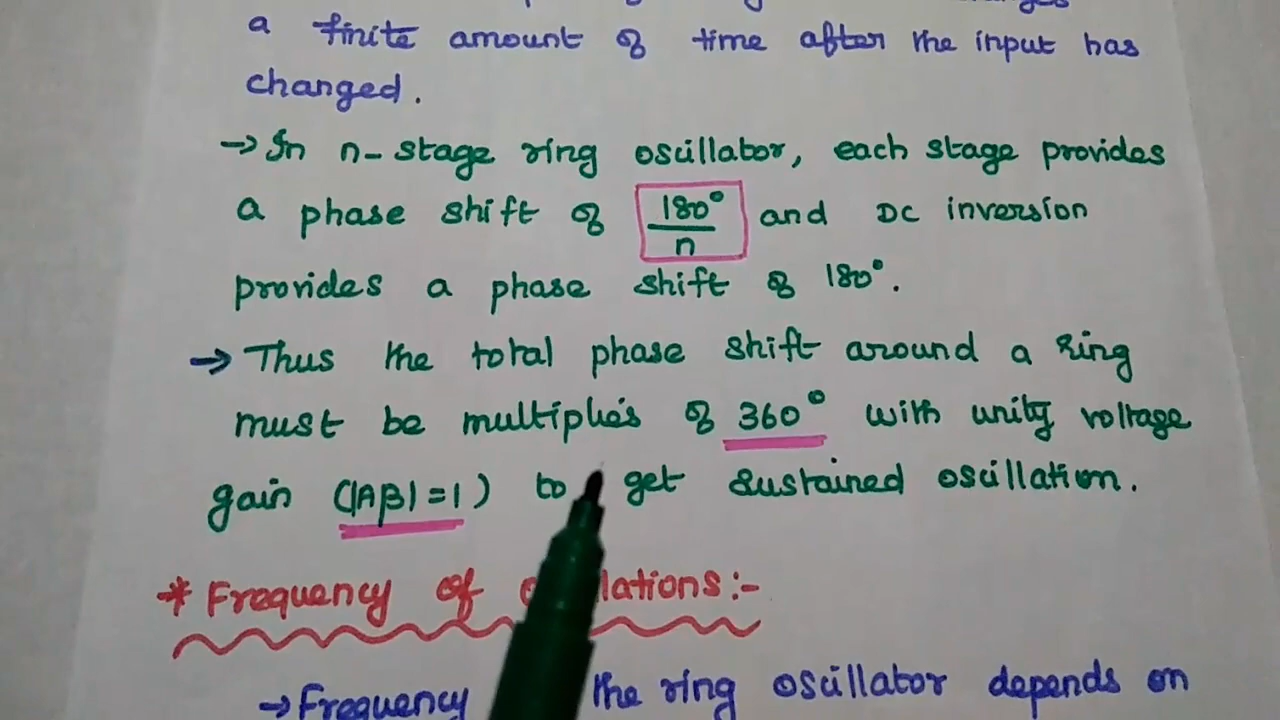 a finite amount of time after the input has
changed.
→ In n-stage ring oscillator, each stage provides
a phase shift of 180°/n and DC inversion
provides a phase shift of 180°.
→ Thus the total phase shift around a ring
must be multiplies of 360° with unity voltage
gain (|Aβ|=1) to get sustained oscillation.
* Frequency of :-
→ Frequency the ring oscillator depends on